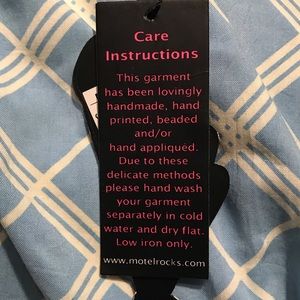 Care
Instructions
This garment
has been lovingly
handmade, hand
printed, beaded
and/or
hand appliquéd.
Due to these
delicate methods
please hand wash
your garment
separately in cold
water and dry flat.
Low iron only.
www.motelrocks.com